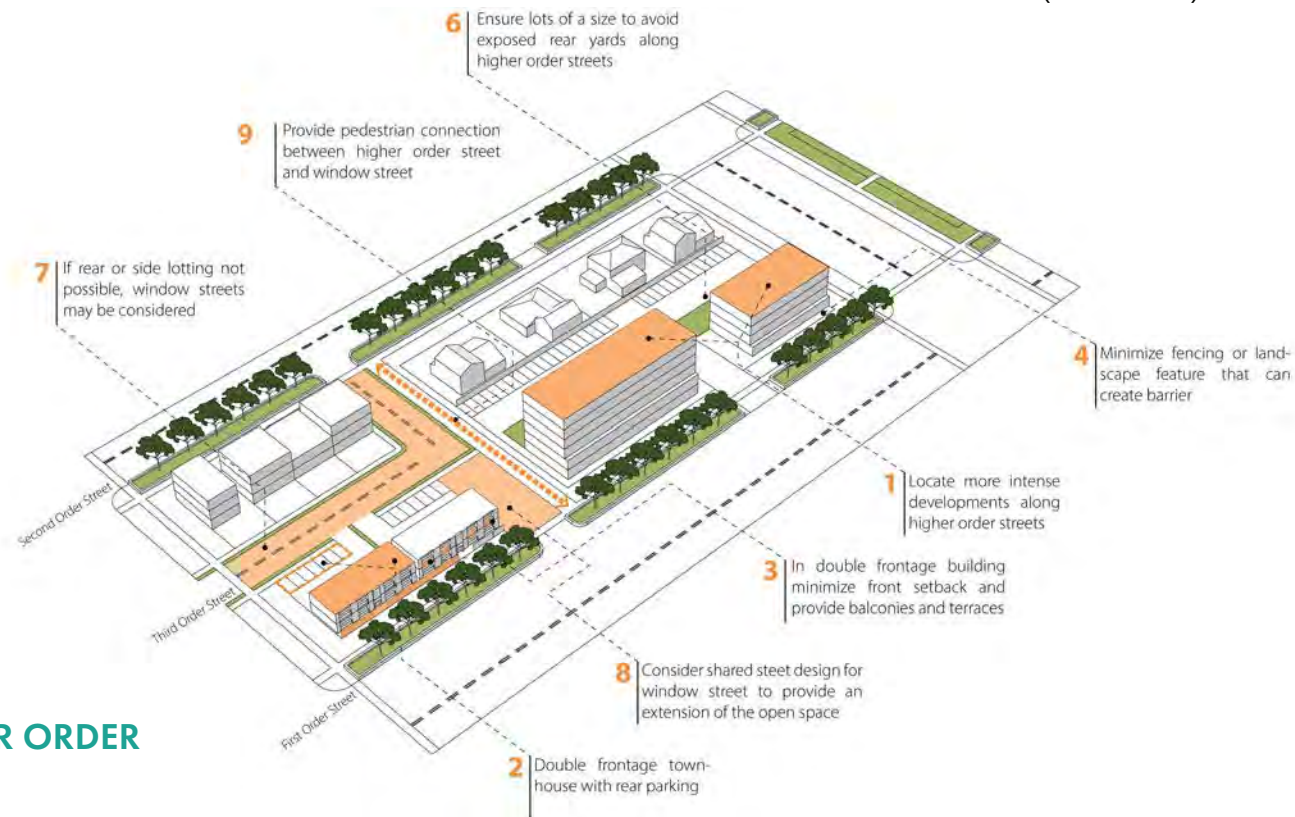 6 Ensure lots of a size to avoid
exposed rear yards along
higher order streets
9 Provide pedestrian connection
between higher order street
and window street
7 If rear or side lotting not
possible, window streets
may be considered
4 Minimize fencing or land-
scape feature that can
create barrier
1 Locate more intense
developments along
higher order streets
3 In double frontage building
minimize front setback and
provide balconies and terraces
8 Consider shared steet design for
window street to provide an
extension of the open space
2 Double frontage town-
house with rear parking
Second Order Street
Third Order Street
First Order Street
R ORDER